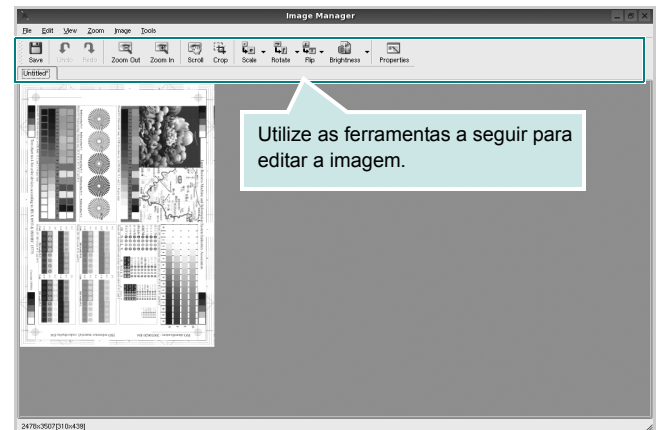 Image Manager
File Edit View Zoom Image Tools
Save Undo Redo Zoom Out Zoom In Scroll Crop Scale Rotate Flip Brightness Properties
Untitled*
Utilize as ferramentas a seguir para
editar a imagem.
2478x3507[310x439]